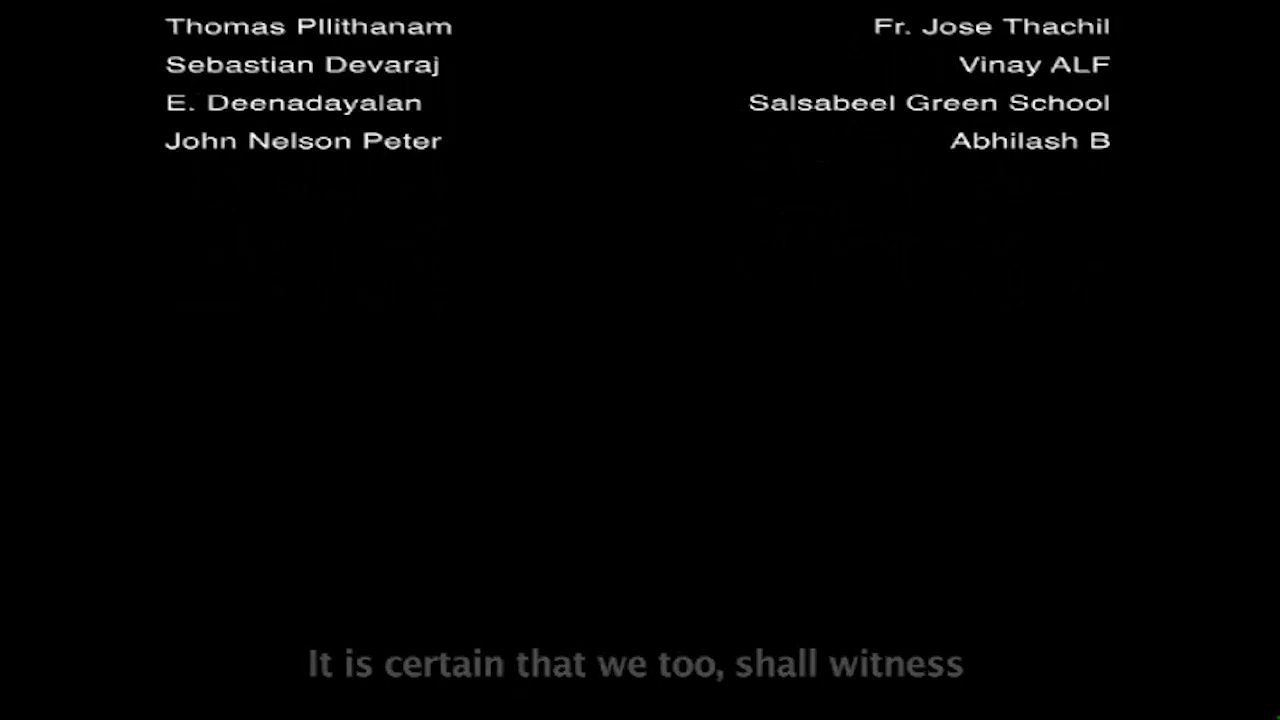 Thomas Pllithanam Fr. Jose Thachil
Sebastian Devaraj Vinay ALF
E. Deenadayalan Salsabeel Green School
John Nelson Peter Abhilash B
It is certain that we too, shall witness